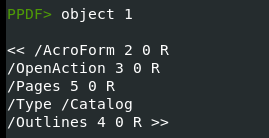 PPDF> object 1
<< /AcroForm 2 0 R
/OpenAction 3 0 R
/Pages 5 0 R
/Type /Catalog
/Outlines 4 0 R >>